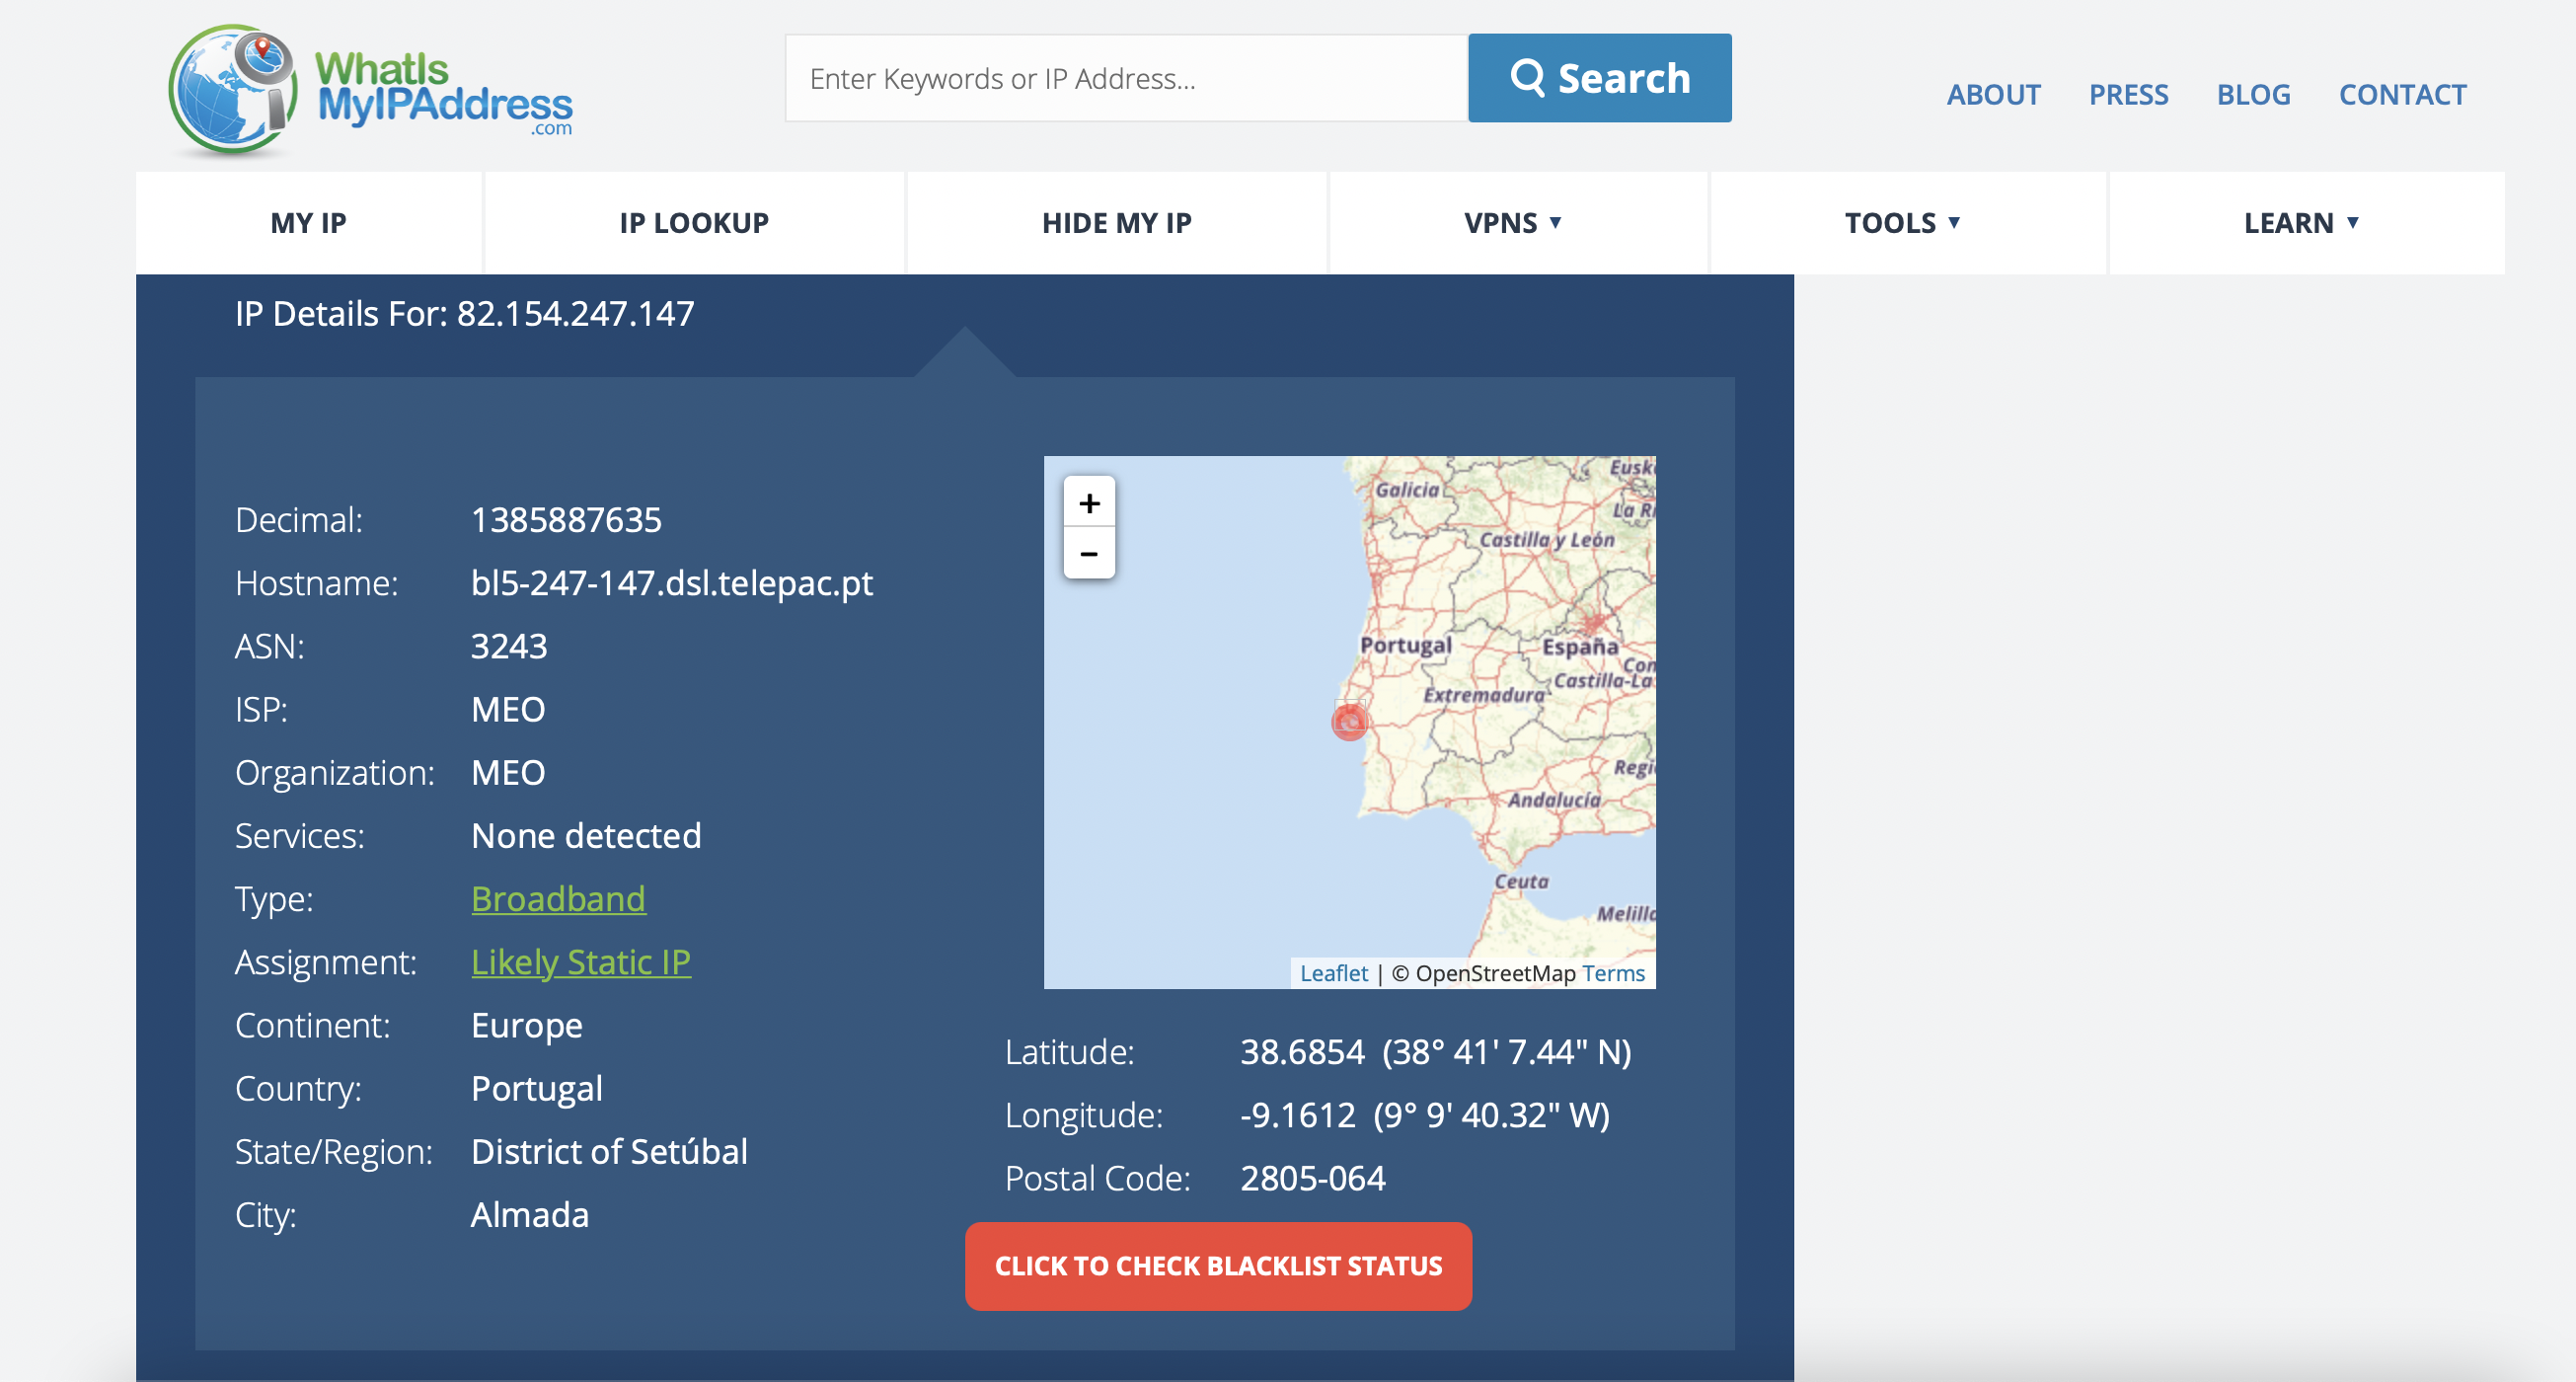 WhatIs
MyIPAddress
.com
Enter Keywords or IP Address...
Search
ABOUT PRESS BLOG CONTACT
MY IP IP LOOKUP HIDE MY IP VPNS ▼ TOOLS ▼ LEARN ▼
IP Details For: 82.154.247.147
Decimal: 1385887635
Hostname: bl5-247-147.dsl.telepac.pt
ASN: 3243
ISP: MEO
Organization: MEO
Services: None detected
Type: Broadband
Assignment: Likely Static IP
Continent: Europe
Country: Portugal
State/Region: District of Setúbal
City: Almada
+
−
Eusk
Galicia
La Ri
Castilla y León
Portugal
España
Con
Castilla-La
Extremadura
Regi
Andalucía
Ceuta
Melilla
Leaflet | © OpenStreetMap Terms
Latitude: 38.6854 (38° 41' 7.44" N)
Longitude: -9.1612 (9° 9' 40.32" W)
Postal Code: 2805-064
CLICK TO CHECK BLACKLIST STATUS